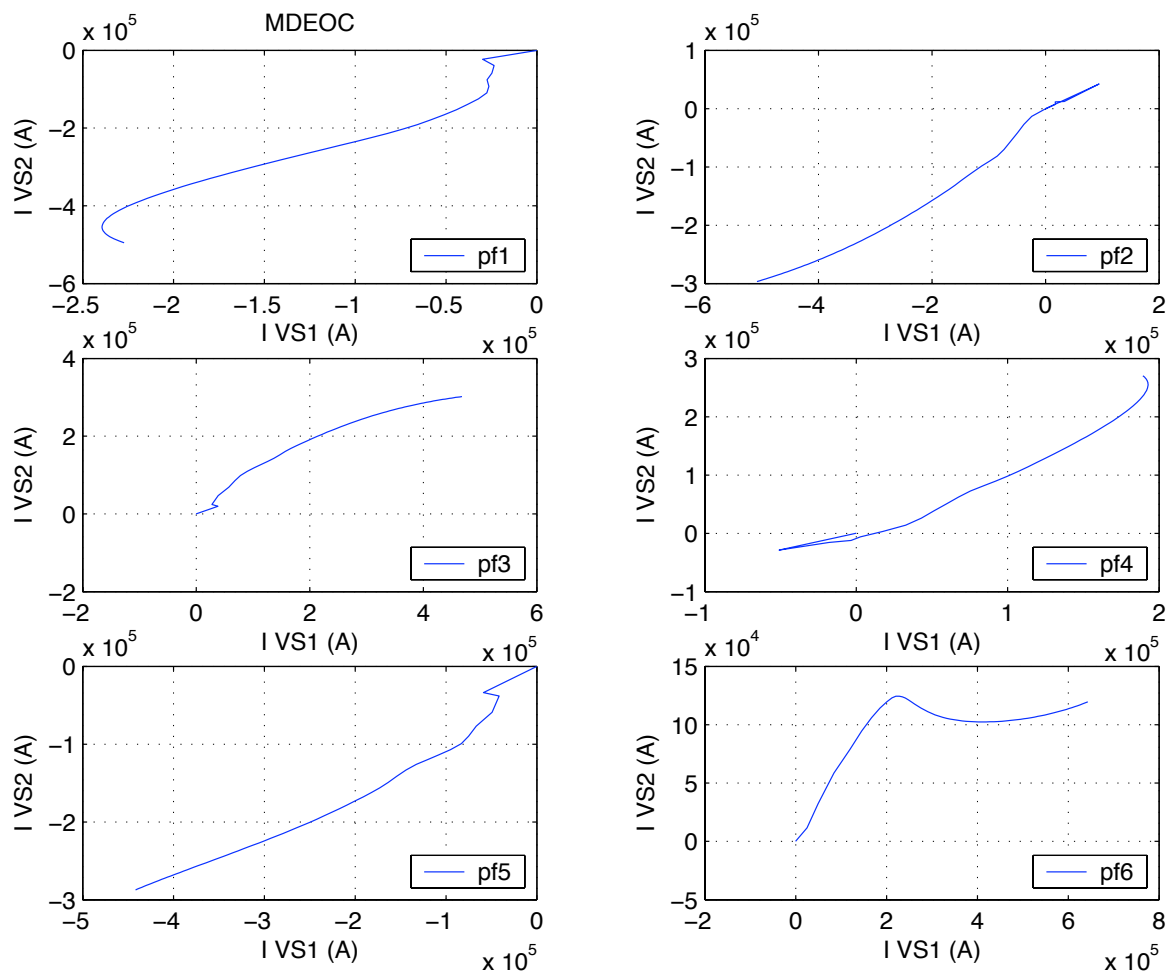 MDEOC
x 10^5
0
−2
−4
−6
I VS2 (A)
pf1
−2.5 −2 −1.5 −1 −0.5 0
I VS1 (A)
x 10^5
x 10^5
1
0
−1
−2
−3
I VS2 (A)
pf2
−6 −4 −2 0 2
I VS1 (A)
x 10^5
x 10^5
4
2
0
−2
I VS2 (A)
pf3
−2 0 2 4 6
I VS1 (A)
x 10^5
x 10^5
3
2
1
0
−1
I VS2 (A)
pf4
−1 0 1 2
I VS1 (A)
x 10^5
x 10^5
0
−1
−2
−3
I VS2 (A)
pf5
−5 −4 −3 −2 −1 0
I VS1 (A)
x 10^5
x 10^4
15
10
5
0
−5
I VS2 (A)
pf6
−2 0 2 4 6 8
I VS1 (A)
x 10^5